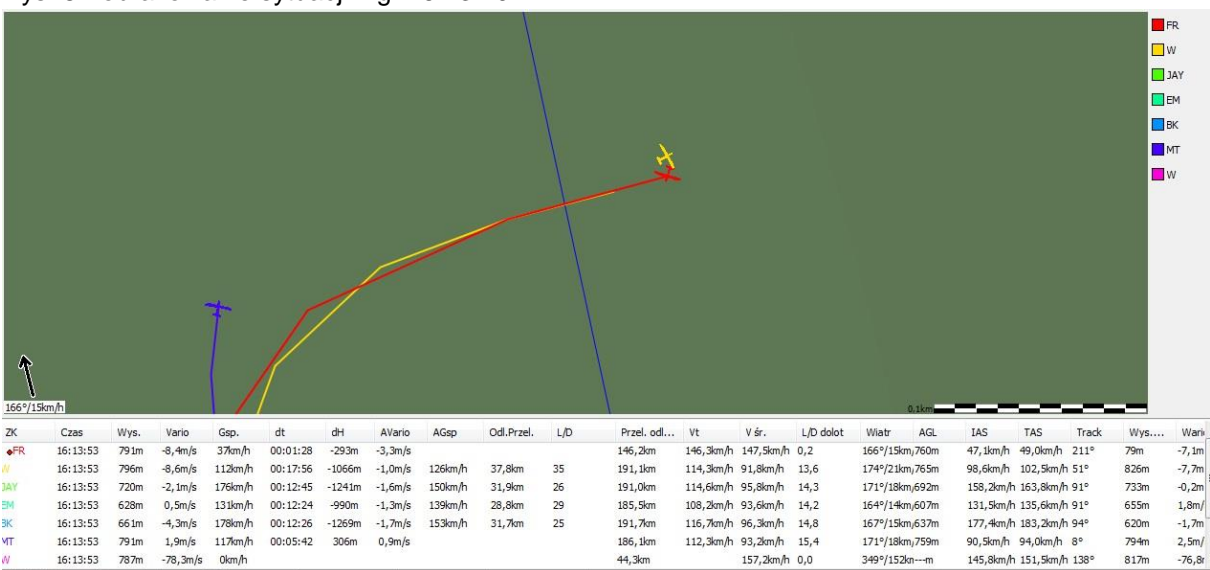 FR
W
JAY
EM
BK
MT
W
166°/15km/h
0.1km
ZK Czas Wys. Vario Gsp. dt dH AVario AGsp Odl.Przel. L/D Przel. odl... Vt V śr. L/D dolot Wiatr AGL IAS TAS Track Wys.... Wari
FR 16:13:53 791m -8,4m/s 37km/h 00:01:28 -293m -3,3m/s 146,2km 146,3km/h 147,5km/h 0,2 166°/15km, 760m 47,1km/h 49,0km/h 211° 79m -7,1m
W 16:13:53 796m -8,6m/s 112km/h 00:17:56 -1066m -1,0m/s 126km/h 37,8km 35 191,1km 114,3km/h 91,8km/h 13,6 174°/21km, 765m 98,6km/h 102,5km/h 51° 826m -7,7m
JAY 16:13:53 720m -2,1m/s 176km/h 00:12:45 -1241m -1,6m/s 150km/h 31,9km 26 191,0km 114,6km/h 95,8km/h 14,3 171°/18km, 692m 158,2km/h 163,8km/h 91° 733m -0,2m
EM 16:13:53 628m 0,5m/s 131km/h 00:12:24 -990m -1,3m/s 139km/h 28,8km 29 185,5km 108,2km/h 93,6km/h 14,2 164°/14km, 607m 131,5km/h 135,6km/h 91° 655m 1,8m/
BK 16:13:53 661m -4,3m/s 178km/h 00:12:26 -1269m -1,7m/s 153km/h 31,7km 25 191,7km 116,7km/h 96,3km/h 14,8 167°/15km, 637m 177,4km/h 183,2km/h 94° 620m -1,7m
MT 16:13:53 791m 1,9m/s 117km/h 00:05:42 306m 0,9m/s 186,1km 112,3km/h 93,2km/h 15,4 171°/18km, 759m 90,5km/h 94,0km/h 8° 794m 2,5m/
W 16:13:53 787m -78,3m/s 0km/h 44,3km 157,2km/h 0,0 349°/152kn ---m 145,8km/h 151,5km/h 138° 817m -76,8m